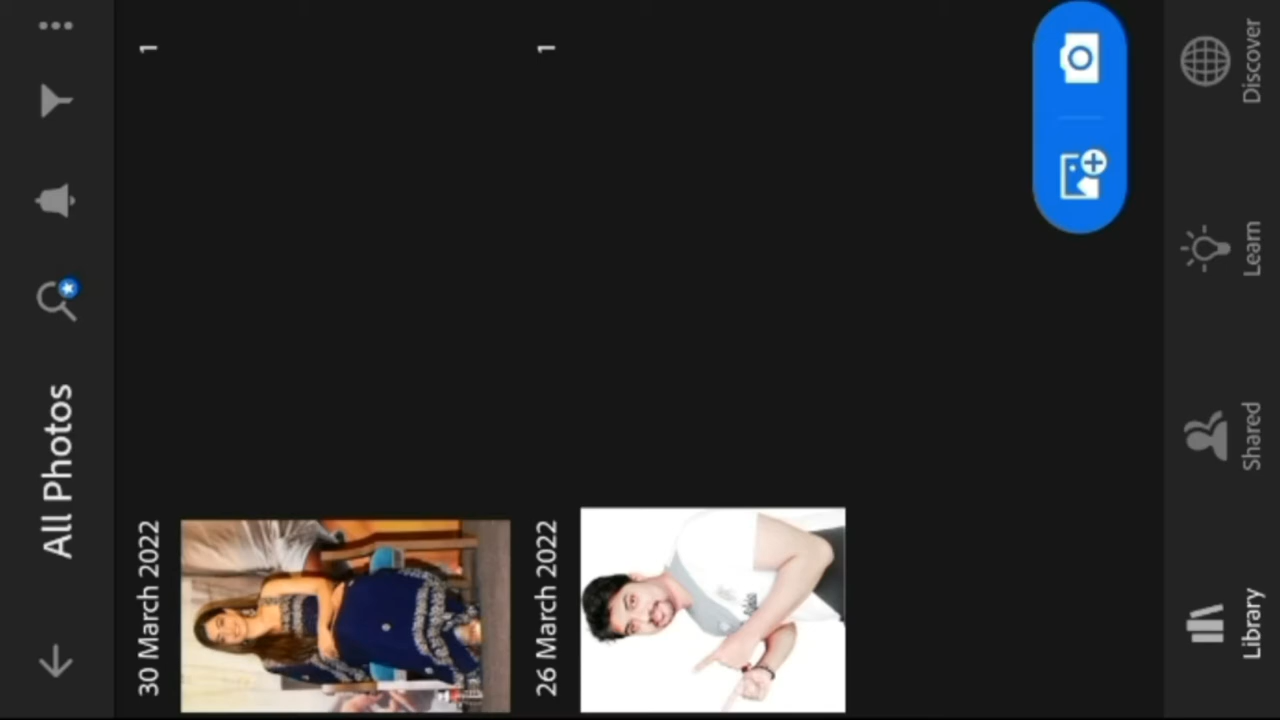 All Photos
30 March 2022
1
26 March 2022
1
Library
Shared
Learn
Discover